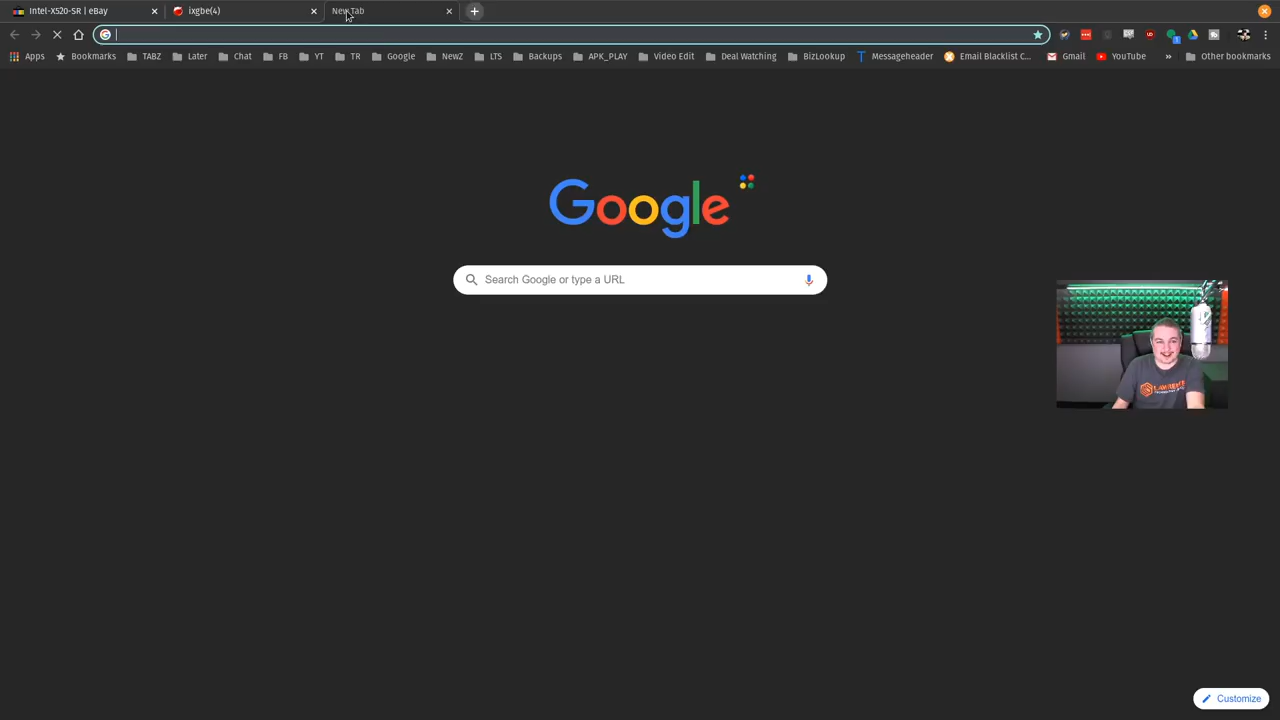 Intel-X520-SR | eBay
ixgbe(4)
New Tab
Apps
Bookmarks
TABZ
Later
Chat
FB
YT
TR
Google
NewZ
LTS
Backups
APK_PLAY
Video Edit
Deal Watching
BizLookup
Messageheader
Email Blacklist C...
Gmail
YouTube
»
Other bookmarks
Google
Search Google or type a URL
Customize